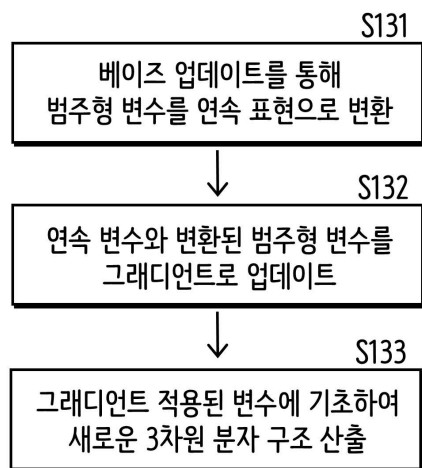 S131
베이즈 업데이트를 통해
범주형 변수를 연속 표현으로 변환
S132
연속 변수와 변환된 범주형 변수를
그래디언트로 업데이트
S133
그래디언트 적용된 변수에 기초하여
새로운 3차원 분자 구조 산출